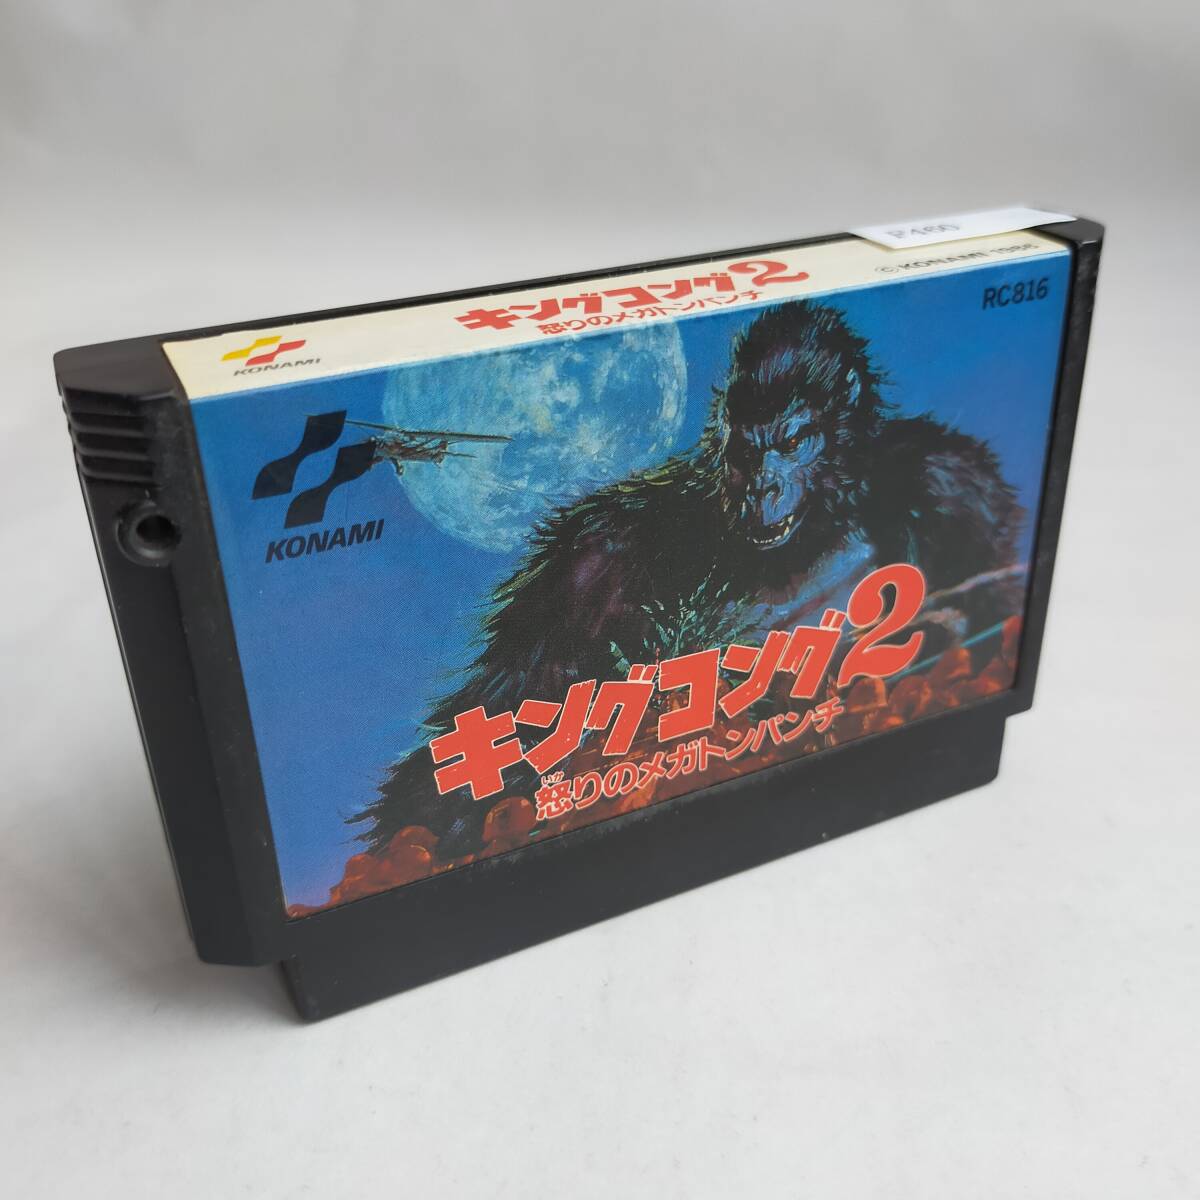 P460
キングコング2
怒りのメガトンパンチ
© KONAMI 1986
KONAMI
RC816
KONAMI
キングコング2
いか
怒りのメガトンパンチ